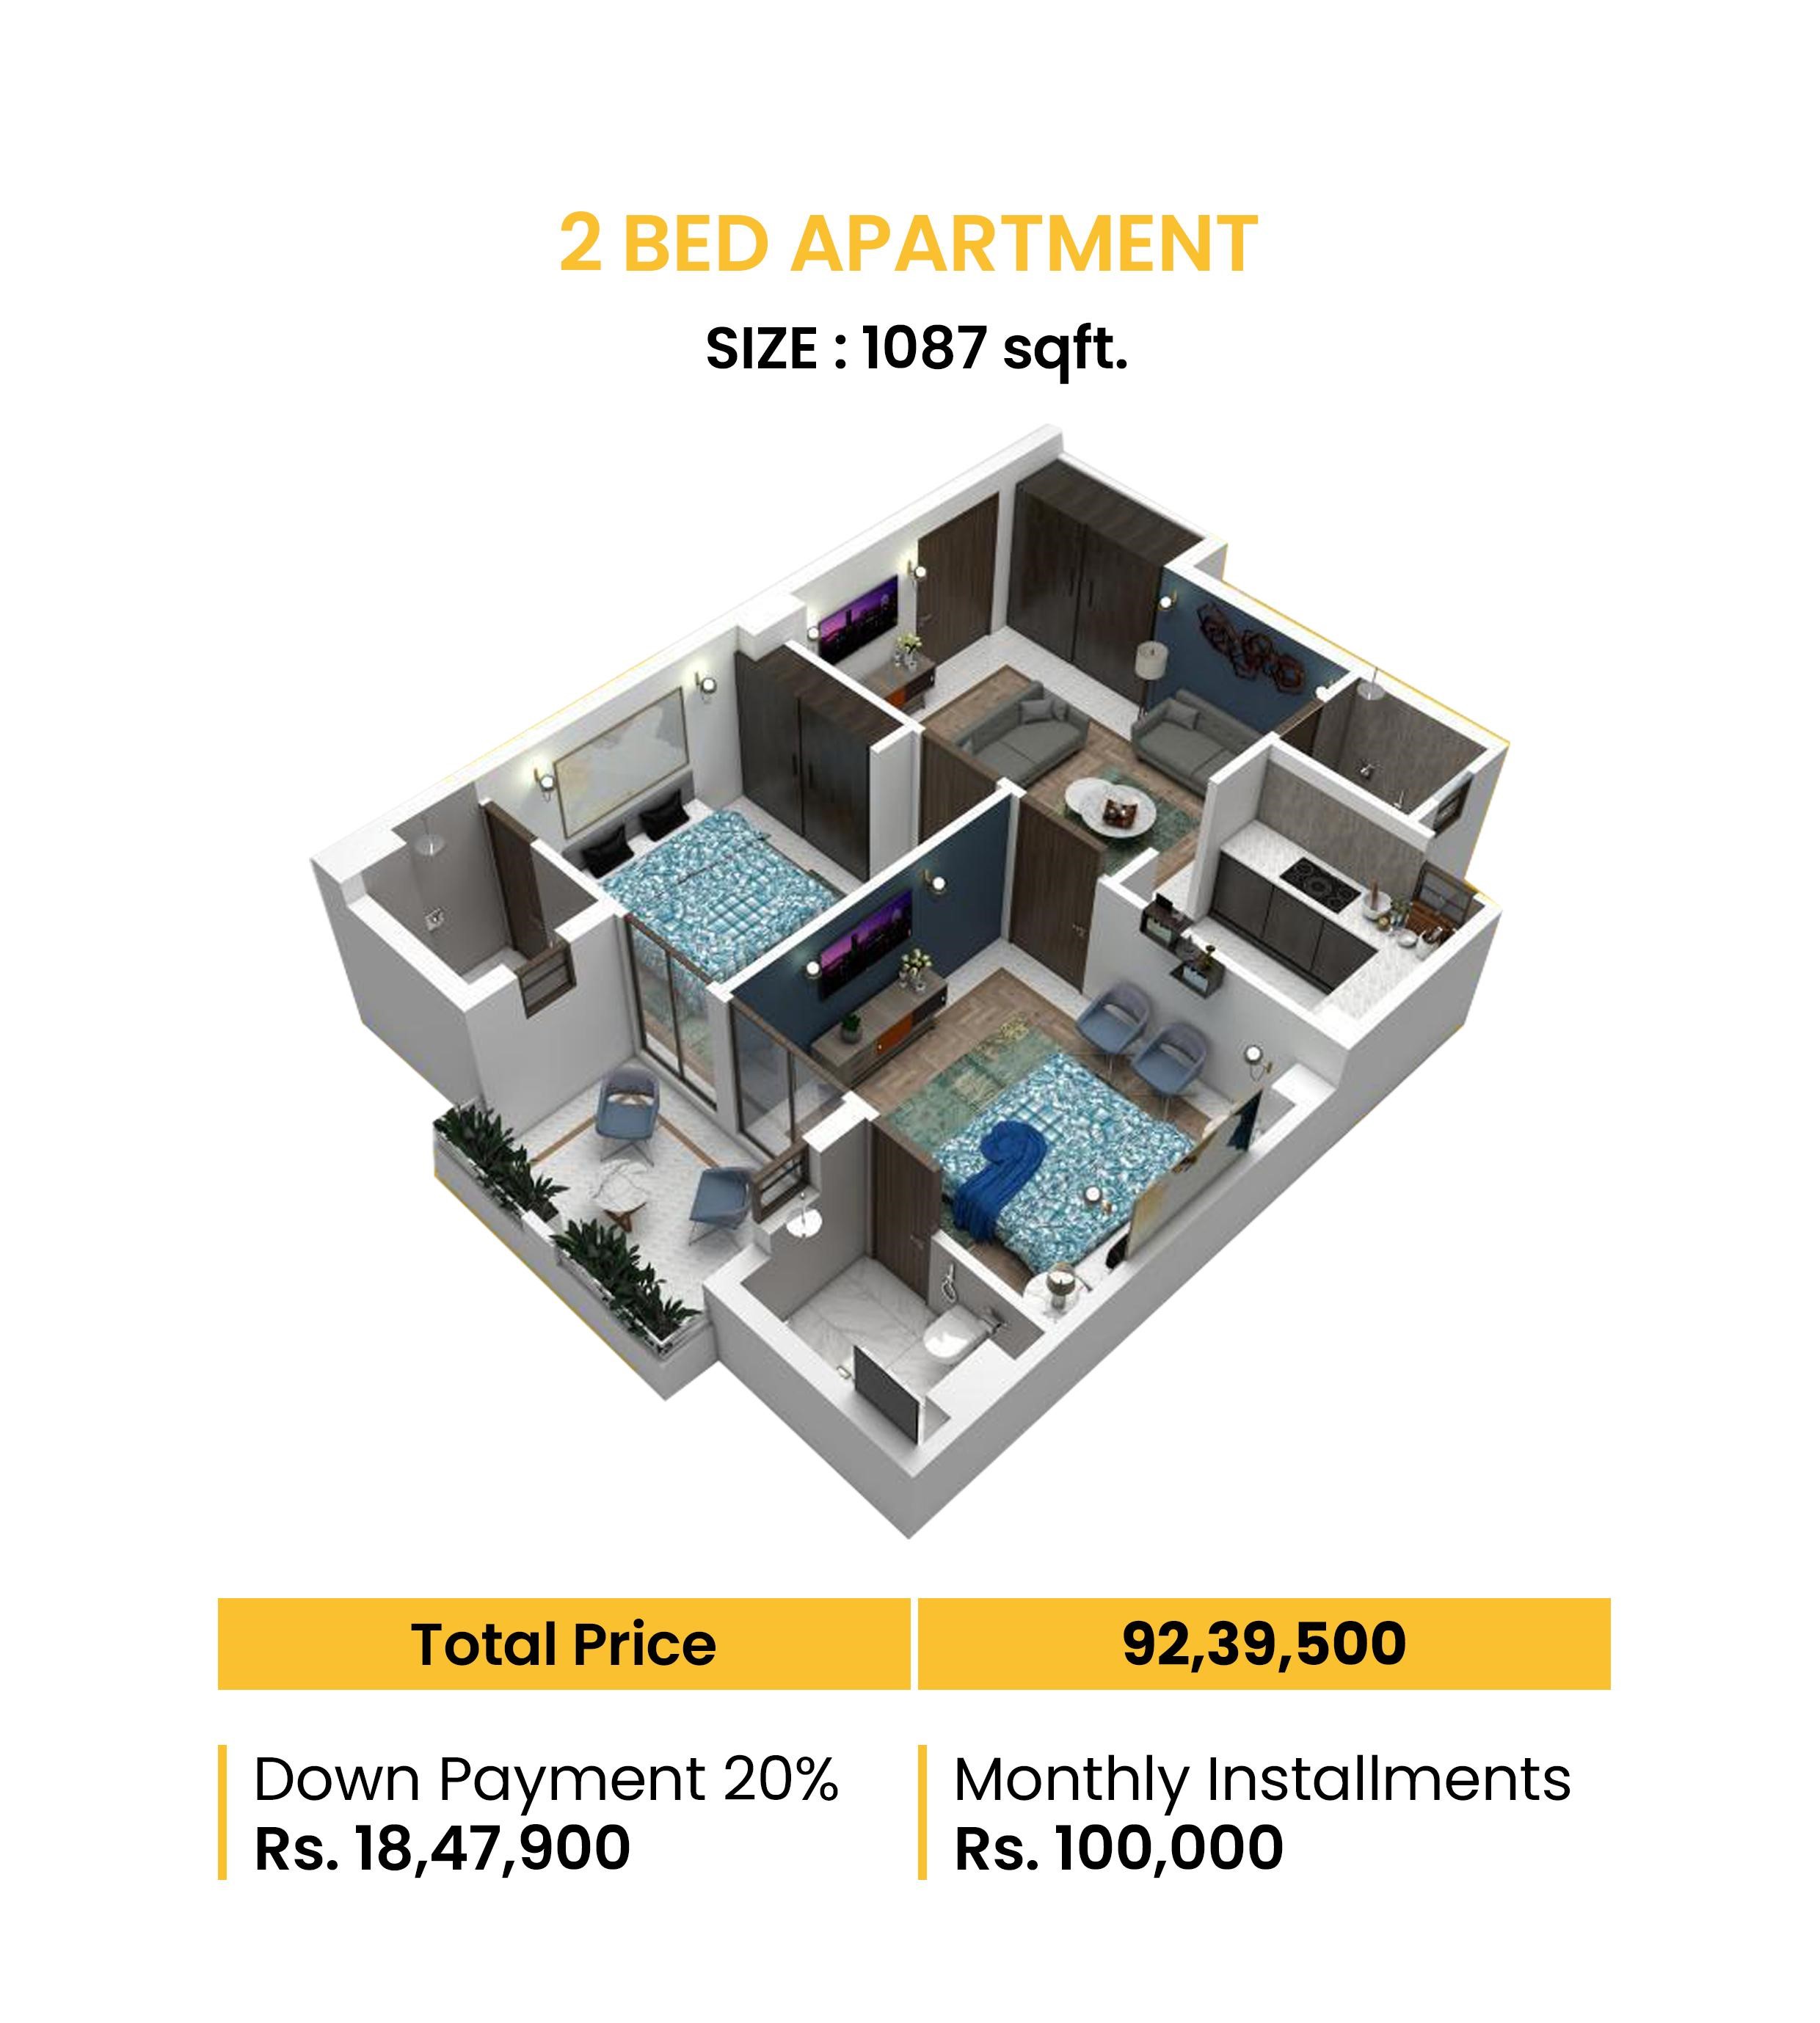 2 BED APARTMENT
SIZE : 1087 sqft.
Total Price
92,39,500
Down Payment 20%
Rs. 18,47,900
Monthly Installments
Rs. 100,000